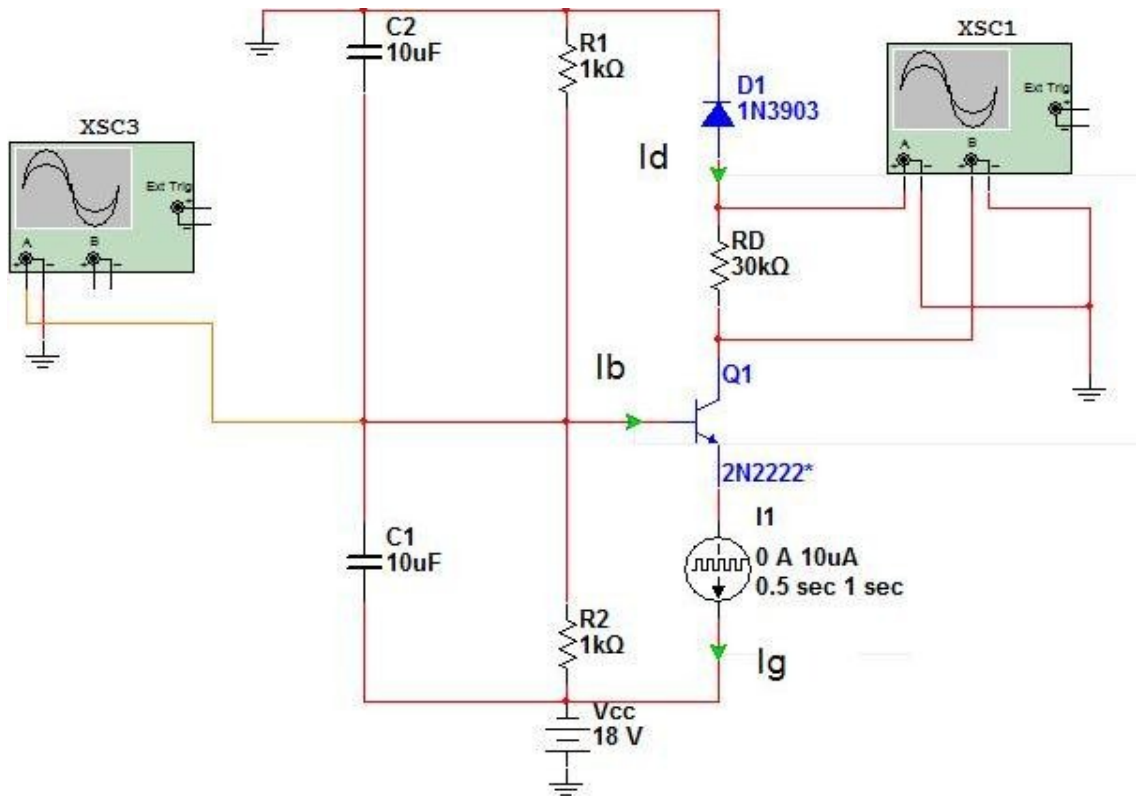 XSC1
C2
10uF
R1
1kΩ
Ext Trig
+
-
D1
1N3903
A
B
+ - + -
XSC3
Ext Trig
+
-
A
B
+ - + -
Id
RD
30kΩ
Ib
Q1
2N2222*
I1
0 A 10uA
0.5 sec 1 sec
C1
10uF
R2
1kΩ
Ig
Vcc
18 V